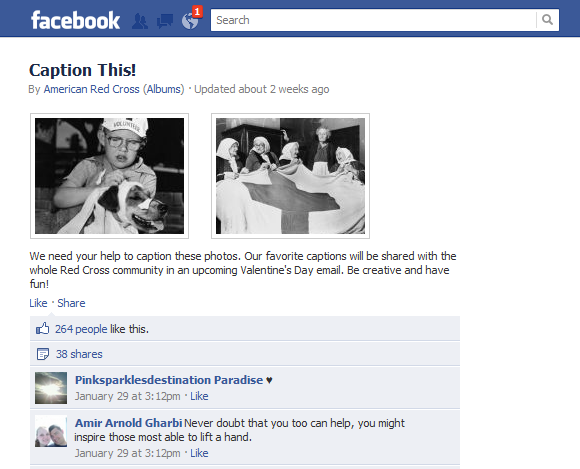 facebook
1
Search
Caption This!
By American Red Cross (Albums) · Updated about 2 weeks ago
VOLUNTEER
We need your help to caption these photos. Our favorite captions will be shared with the
whole Red Cross community in an upcoming Valentine's Day email. Be creative and have
fun!
Like · Share
264 people like this.
38 shares
Pinksparklesdestination Paradise ♥
January 29 at 3:12pm · Like
Amir Arnold Gharbi Never doubt that you too can help, you might
inspire those most able to lift a hand.
January 29 at 3:12pm · Like